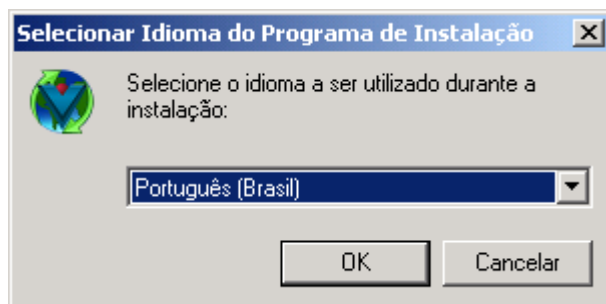 Selecionar Idioma do Programa de Instalação
Selecione o idioma a ser utilizado durante a
instalação:
Português (Brasil)
OK
Cancelar